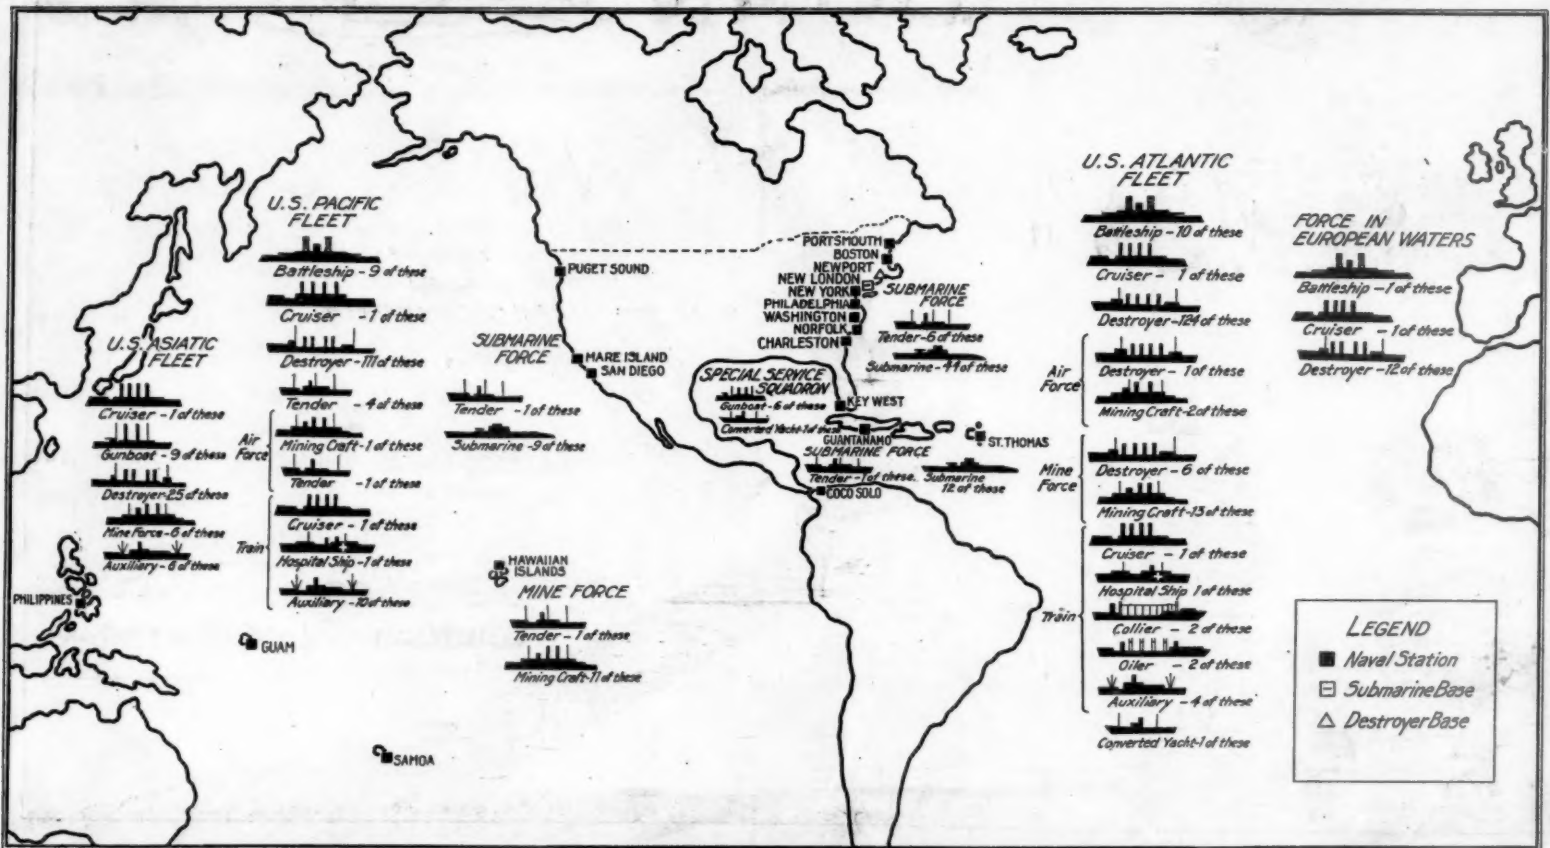 U.S. PACIFIC
FLEET
Battleship - 9 of these
Cruiser - 1 of these
Destroyer - 111 of these
Tender - 4 of these
Air
Force
Mining Craft - 1 of these
Tender - 1 of these
Train
Cruiser - 1 of these
Hospital Ship - 1 of these
Auxiliary - 10 of these
U.S. ASIATIC
FLEET
Cruiser - 1 of these
Gunboat - 9 of these
Destroyer - 25 of these
Mine Force - 6 of these
Auxiliary - 6 of these
PHILIPPINES
GUAM
SAMOA
SUBMARINE
FORCE
Tender - 1 of these
Submarine - 9 of these
HAWAIIAN
ISLANDS
MINE FORCE
Tender - 1 of these
Mining Craft - 11 of these
PUGET SOUND
MARE ISLAND
SAN DIEGO
PORTSMOUTH
BOSTON
NEWPORT
NEW LONDON
NEW YORK
PHILADELPHIA
WASHINGTON
NORFOLK
CHARLESTON
SUBMARINE
FORCE
Tender - 6 of these
Submarine - 44 of these
SPECIAL SERVICE
SQUADRON
Gunboat - 6 of these
Converted Yacht - 1 of these
KEY WEST
GUANTANAMO
ST. THOMAS
SUBMARINE FORCE
Tender - 1 of these.
Submarine
12 of these
COCO SOLO
U.S. ATLANTIC
FLEET
Battleship - 10 of these
Cruiser - 1 of these
Destroyer - 124 of these
Air
Force
Destroyer - 1 of these
Mining Craft - 2 of these
Mine
Force
Destroyer - 6 of these
Mining Craft - 13 of these
Train
Cruiser - 1 of these
Hospital Ship 1 of these
Collier - 2 of these
Oiler - 2 of these
Auxiliary - 4 of these
Converted Yacht - 1 of these
FORCE IN
EUROPEAN WATERS
Battleship - 1 of these
Cruiser - 1 of these
Destroyer - 12 of these
LEGEND
Naval Station
Submarine Base
Destroyer Base